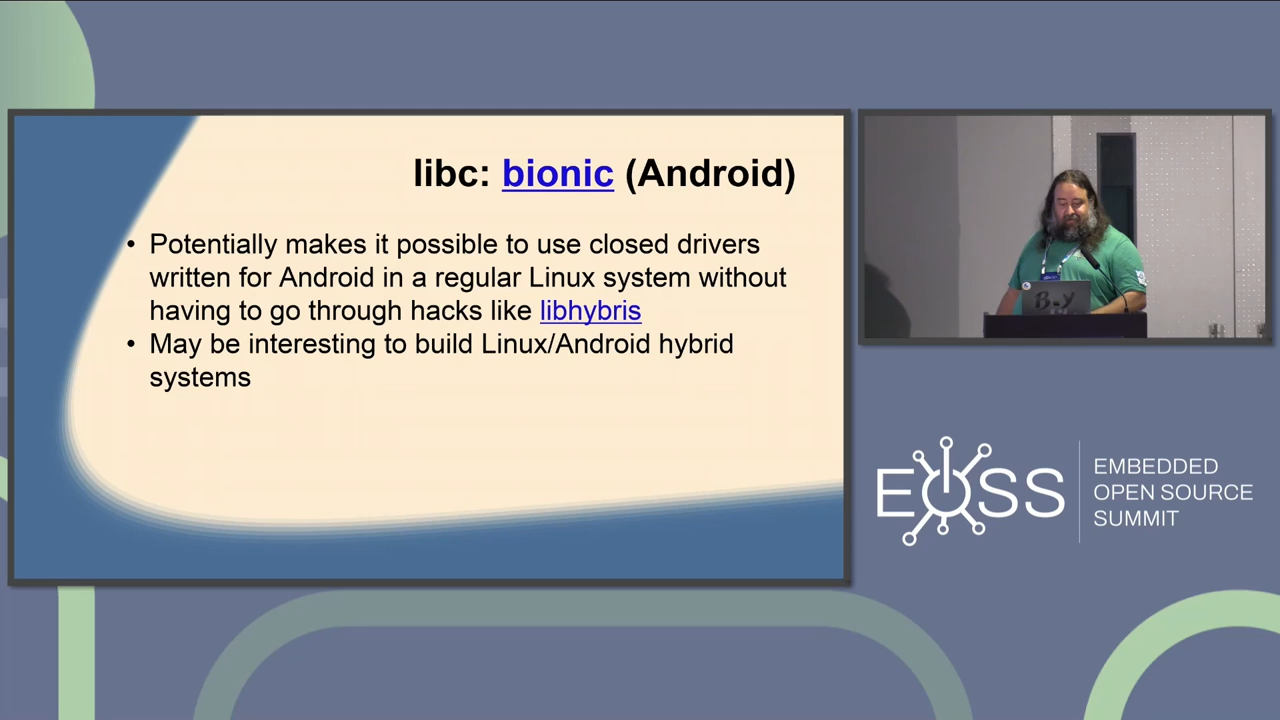 libc: bionic (Android)
• Potentially makes it possible to use closed drivers
written for Android in a regular Linux system without
having to go through hacks like libhybris
• May be interesting to build Linux/Android hybrid
systems
EOSS
EMBEDDED
OPEN SOURCE
SUMMIT